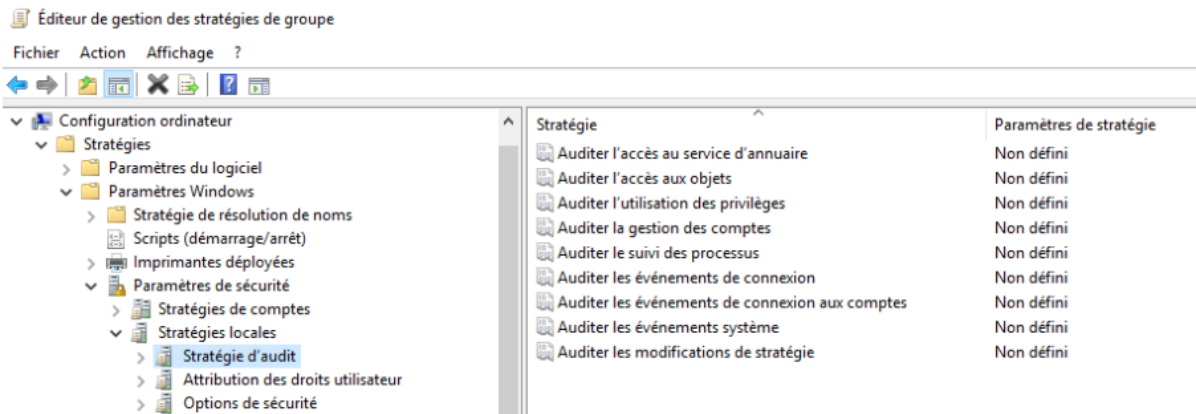 Éditeur de gestion des stratégies de groupe
Fichier Action Affichage ?
Configuration ordinateur
Stratégies
Paramètres du logiciel
Paramètres Windows
Stratégie de résolution de noms
Scripts (démarrage/arrêt)
Imprimantes déployées
Paramètres de sécurité
Stratégies de comptes
Stratégies locales
Stratégie d'audit
Attribution des droits utilisateur
Options de sécurité
Stratégie Paramètres de stratégie
Auditer l'accès au service d'annuaire Non défini
Auditer l'accès aux objets Non défini
Auditer l'utilisation des privilèges Non défini
Auditer la gestion des comptes Non défini
Auditer le suivi des processus Non défini
Auditer les événements de connexion Non défini
Auditer les événements de connexion aux comptes Non défini
Auditer les événements système Non défini
Auditer les modifications de stratégie Non défini